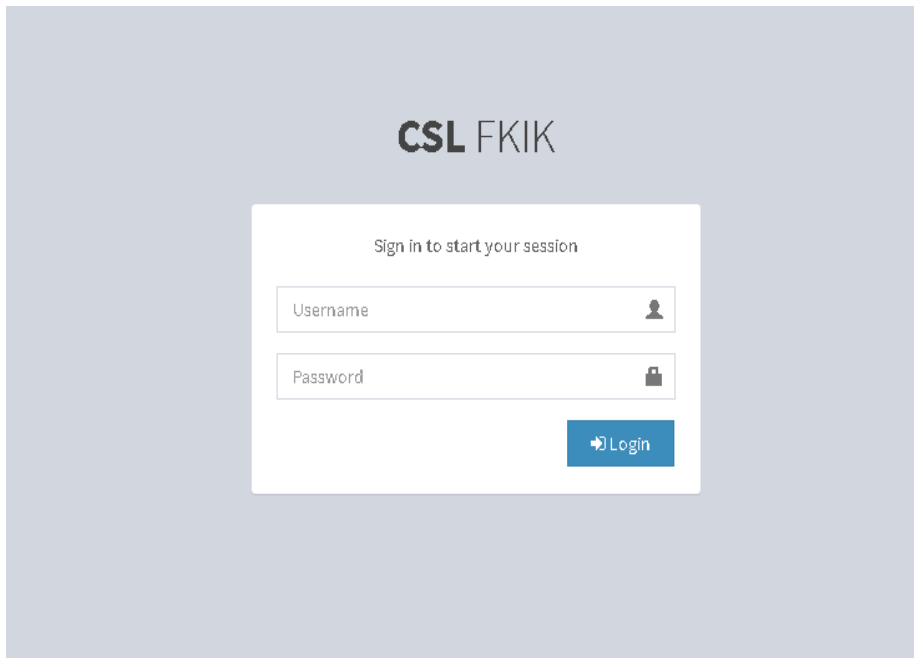 CSL FKIK
Sign in to start your session
Username
Password
Login